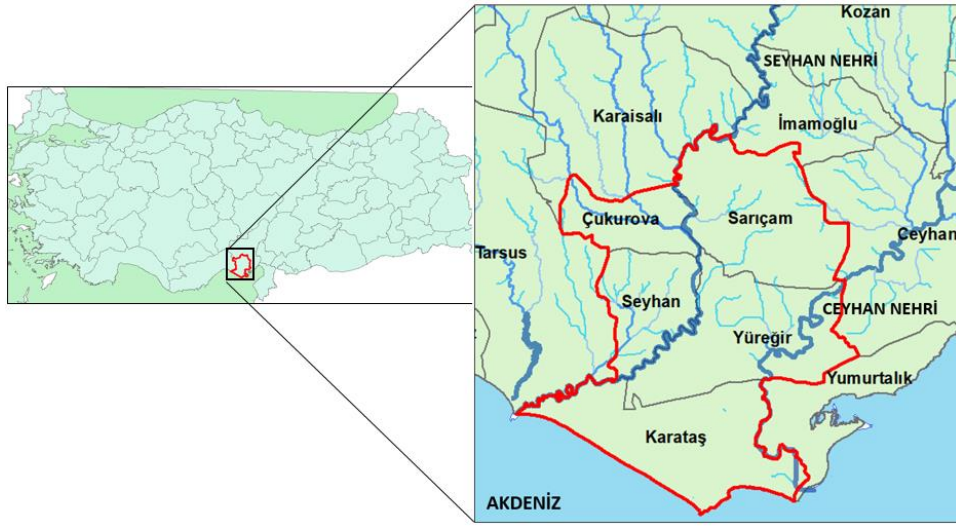 Kozan
SEYHAN NEHRİ
Karaisalı
İmamoğlu
Çukurova
Sarıçam
Ceyhan
Tarsus
Seyhan
CEYHAN NEHRİ
Yüreğir
Yumurtalık
Karataş
AKDENİZ